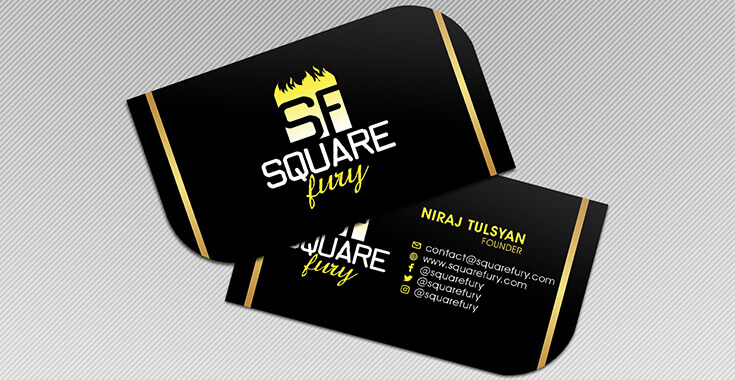 SF
SQUARE
fury
SQUARE
fury
NIRAJ TULSYAN
FOUNDER
contact@squarefury.com
www.squarefury.com
@squarefury
@squarefury
@squarefury